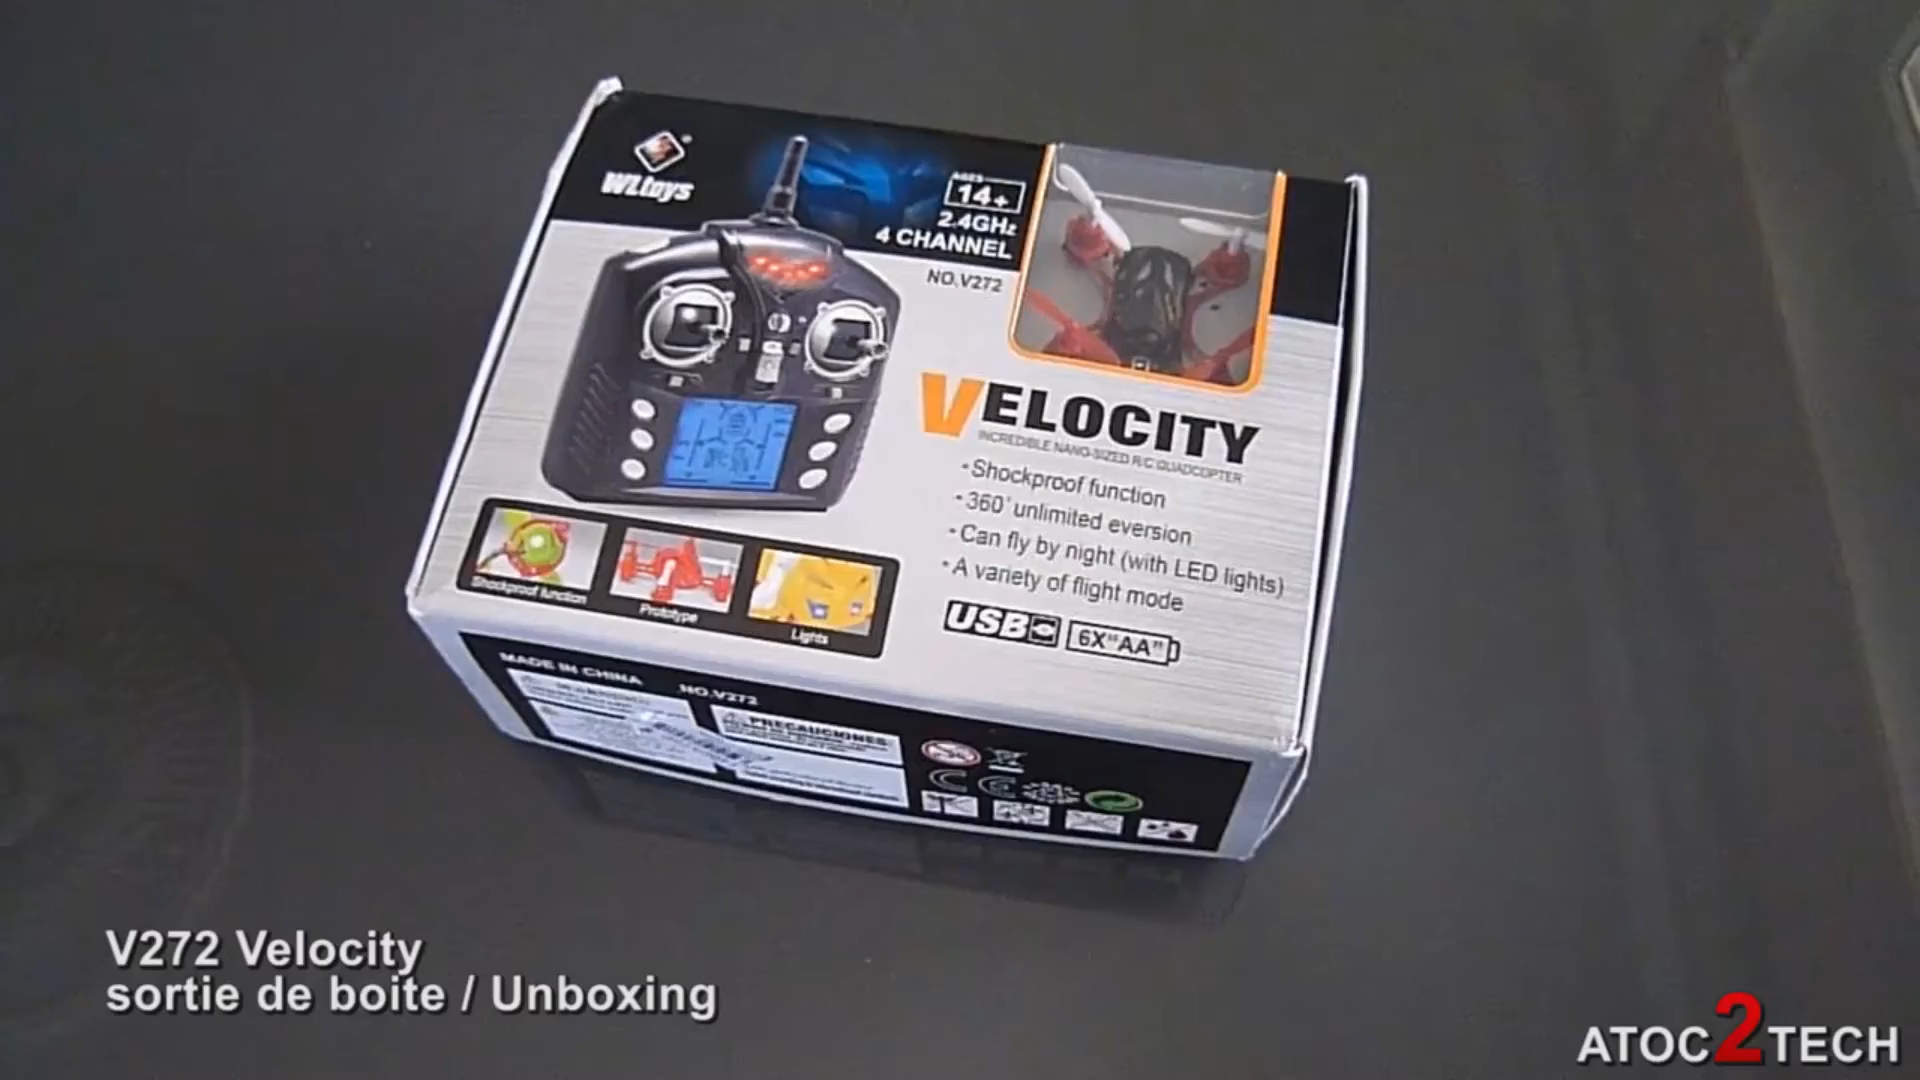 WLtoys
AGES
14+
2.4GHz
4 CHANNEL
NO.V272
VELOCITY
INCREDIBLE NANO-SIZED R/C QUADCOPTER
•Shockproof function
•360° unlimited eversion
•Can fly by night (with LED lights)
•A variety of flight mode
USB
6X"AA"
Shockproof function
Prototype
Lights
MADE IN CHINA
NO.V272
PRECAUCIONES
V272 Velocity
sortie de boite / Unboxing
ATOC2TECH